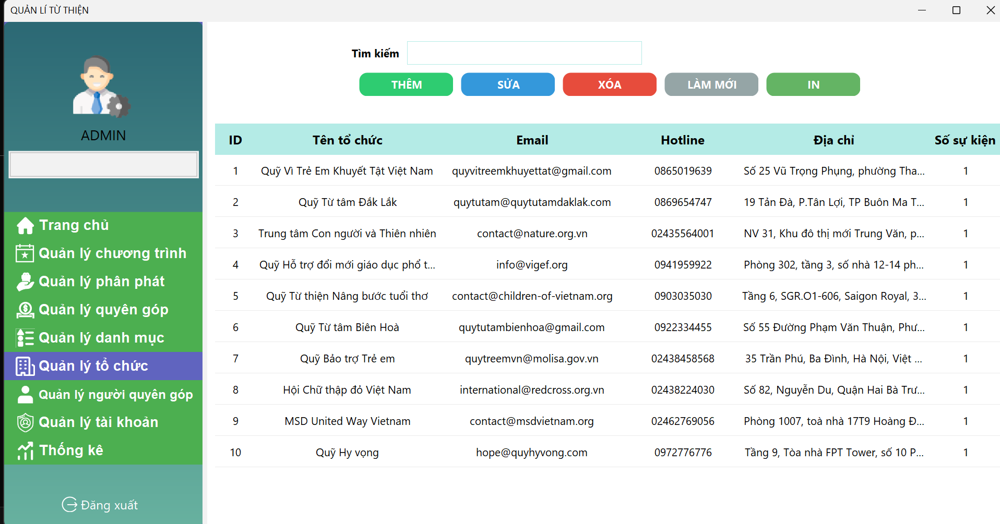 QUẢN LÍ TỪ THIỆN
ADMIN
Trang chủ
Quản lý chương trình
Quản lý phân phát
Quản lý quyên góp
Quản lý danh mục
Quản lý tổ chức
Quản lý người quyên góp
Quản lý tài khoản
Thống kê
Đăng xuất
Tìm kiếm
THÊM SỬA XÓA LÀM MỚI IN
ID Tên tổ chức Email Hotline Địa chỉ Số sự kiện
1 Quỹ Vì Trẻ Em Khuyết Tật Việt Nam quyvitreemkhuyettat@gmail.com 0865019639 Số 25 Vũ Trọng Phụng, phường Tha... 1
2 Quỹ Từ tâm Đắk Lắk quytutam@quytutamdaklak.com 0869654747 19 Tản Đà, P.Tân Lợi, TP Buôn Ma T... 1
3 Trung tâm Con người và Thiên nhiên contact@nature.org.vn 02435564001 NV 31, Khu đô thị mới Trung Văn, p... 1
4 Quỹ Hỗ trợ đổi mới giáo dục phổ t... info@vigef.org 0941959922 Phòng 302, tầng 3, số nhà 12-14 ph... 1
5 Quỹ Từ thiện Nâng bước tuổi thơ contact@children-of-vietnam.org 0903035030 Tầng 6, SGR.O1-606, Saigon Royal, 3... 1
6 Quỹ Từ tâm Biên Hoà quytutambienhoa@gmail.com 0922334455 Số 55 Đường Phạm Văn Thuận, Phư... 1
7 Quỹ Bảo trợ Trẻ em quytreemvn@molisa.gov.vn 02438458568 35 Trần Phú, Ba Đình, Hà Nội, Việt ... 1
8 Hội Chữ thập đỏ Việt Nam international@redcross.org.vn 02438224030 Số 82, Nguyễn Du, Quận Hai Bà Trư... 1
9 MSD United Way Vietnam contact@msdvietnam.org 02462769056 Phòng 1007, toà nhà 17T9 Hoàng Đ... 1
10 Quỹ Hy vọng hope@quyhyvong.com 0972776776 Tầng 9, Tòa nhà FPT Tower, số 10 P... 1